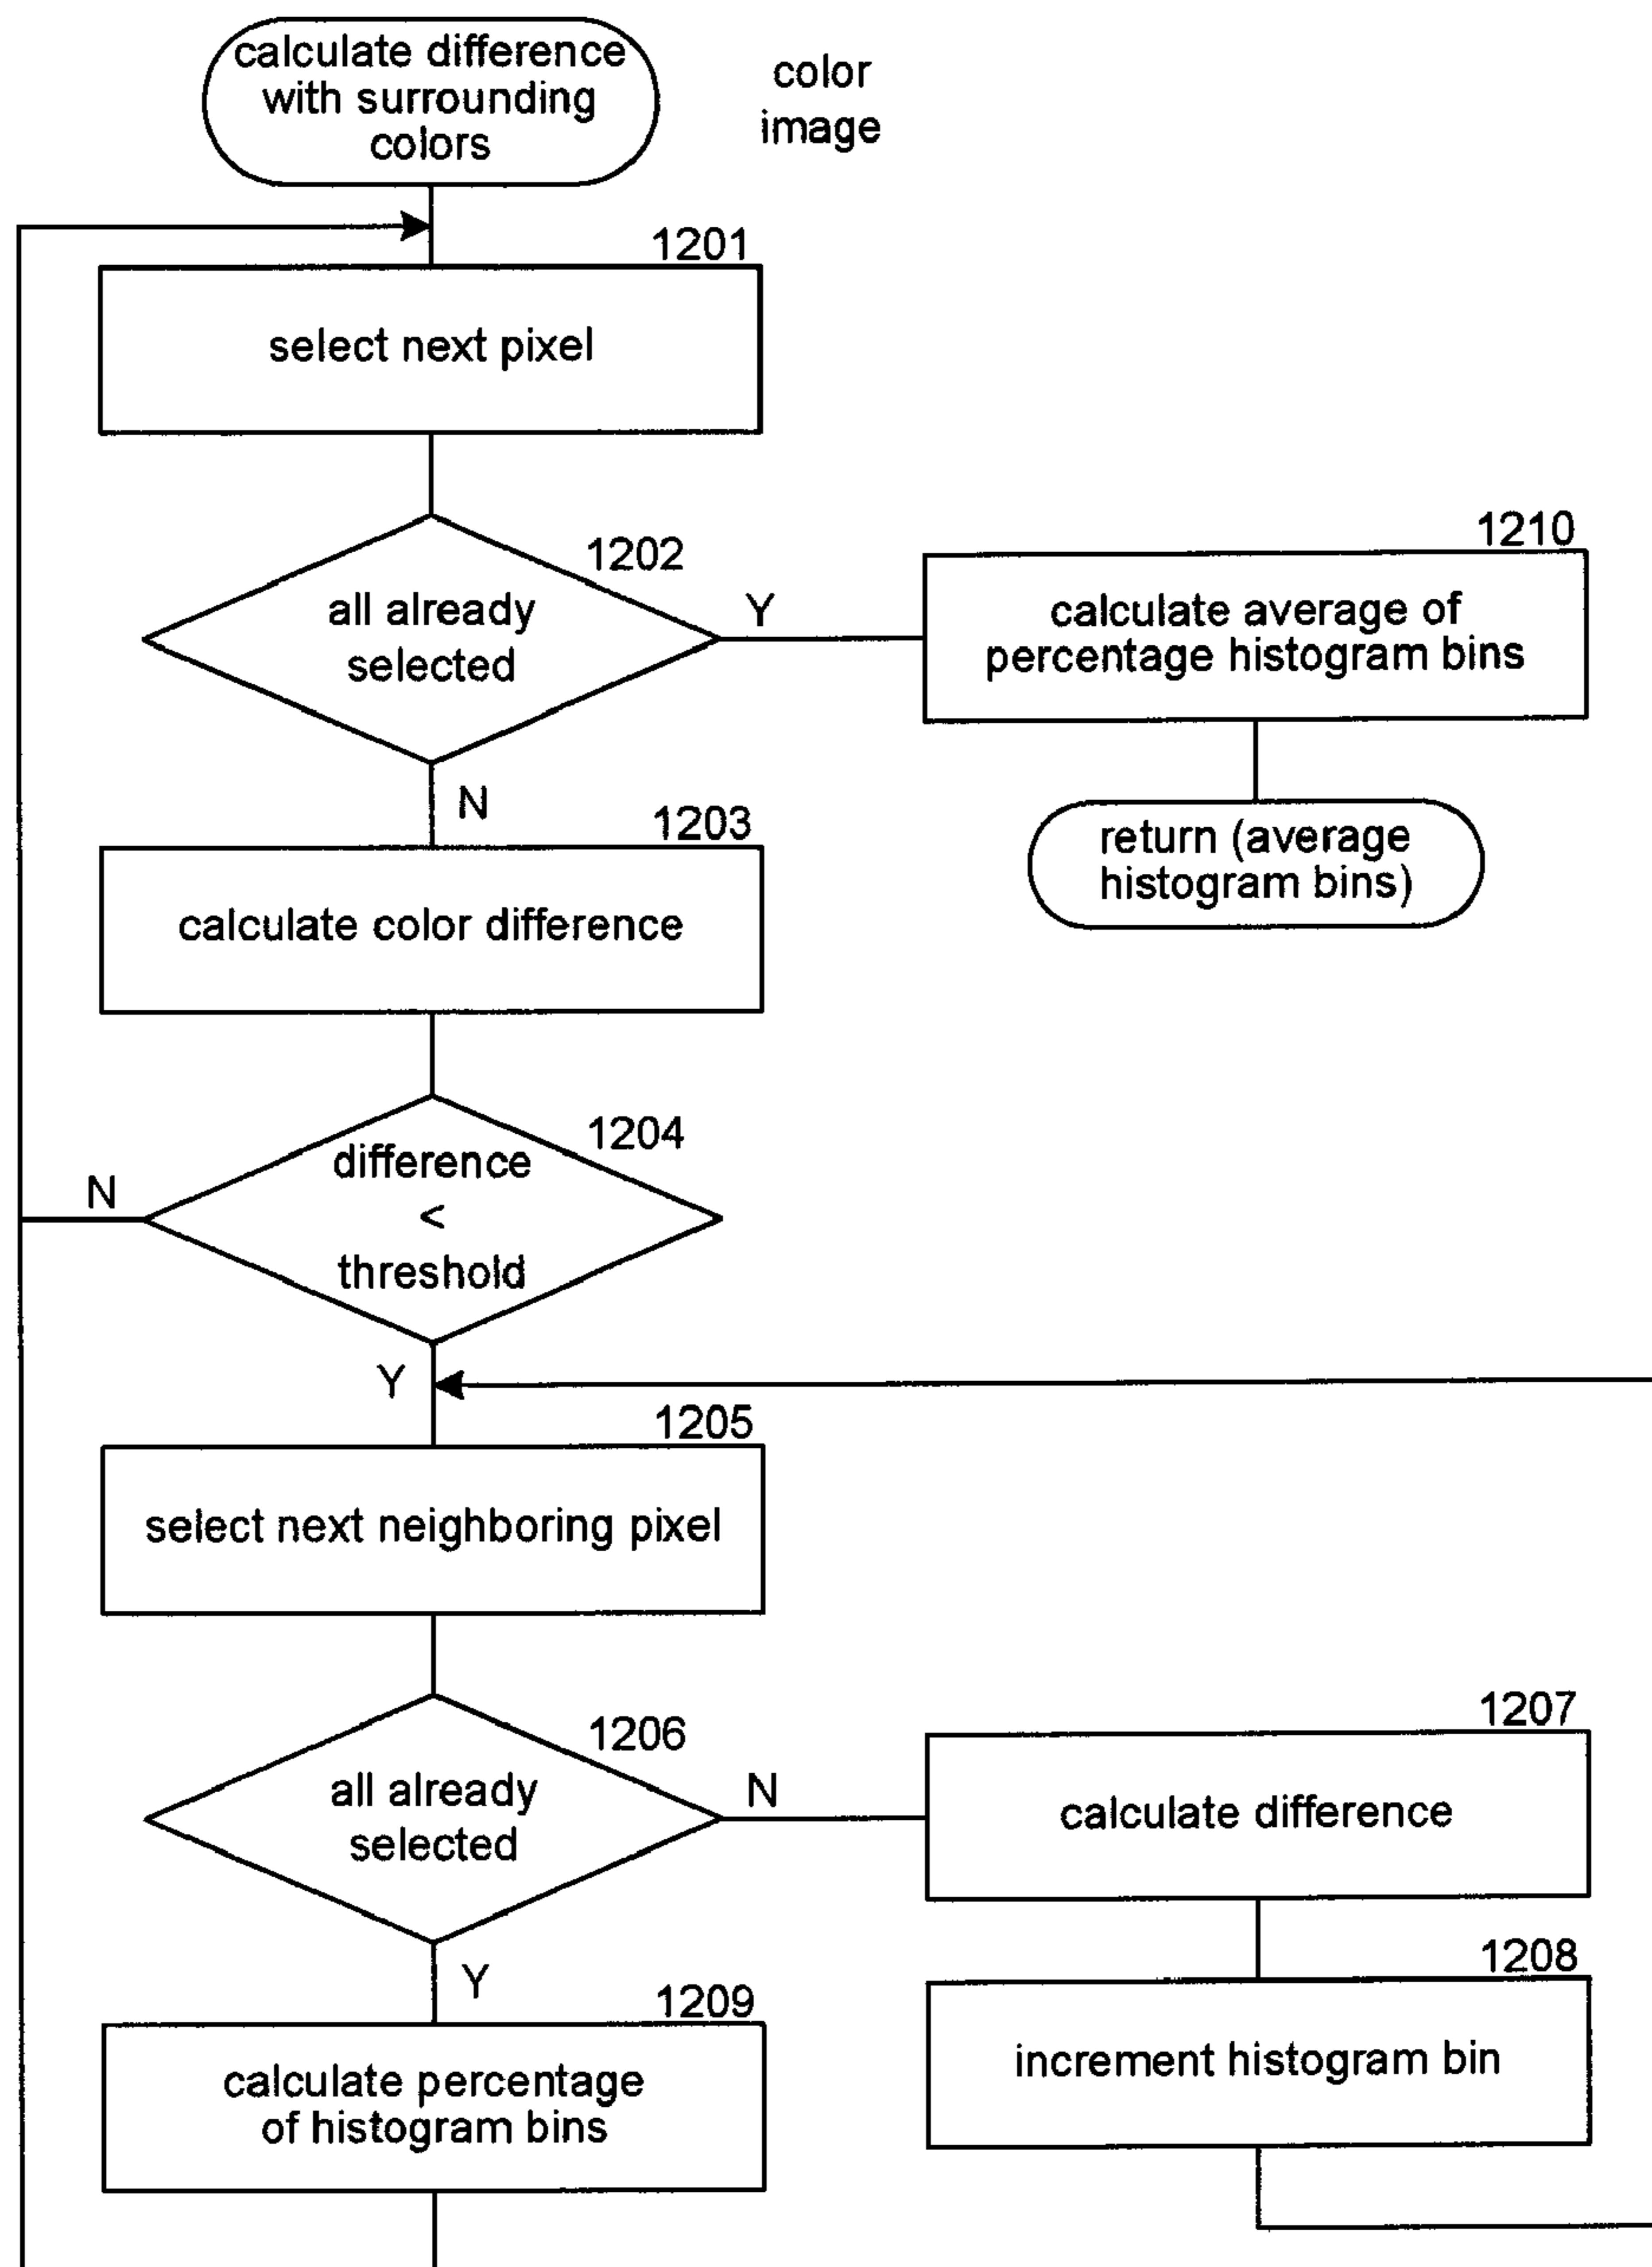 calculate difference
with surrounding
colors
color
image
1201
select next pixel
1202
all already
selected
Y
N
1210
calculate average of
percentage histogram bins
return (average
histogram bins)
1203
calculate color difference
1204
difference
<
threshold
N
Y
1205
select next neighboring pixel
1206
all already
selected
N
Y
1207
calculate difference
1208
increment histogram bin
1209
calculate percentage
of histogram bins